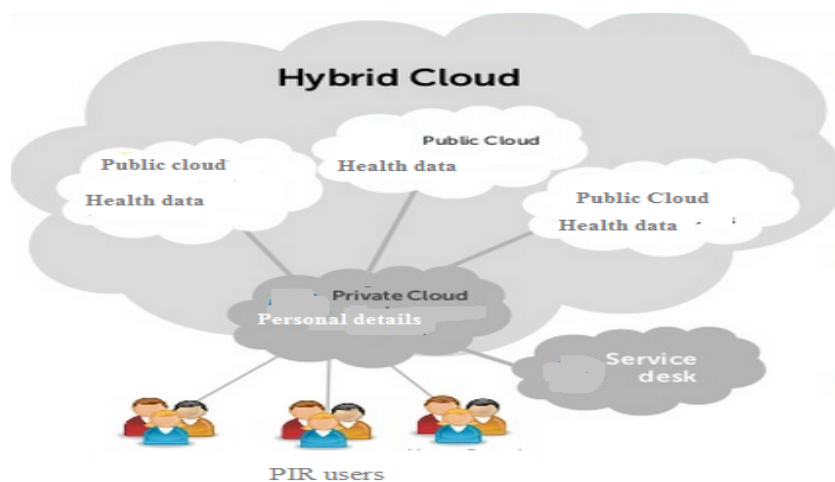 Hybrid Cloud
Public cloud
Health data
Public Cloud
Health data
Public Cloud
Health data
Private Cloud
Personal details
Service
desk
PIR users